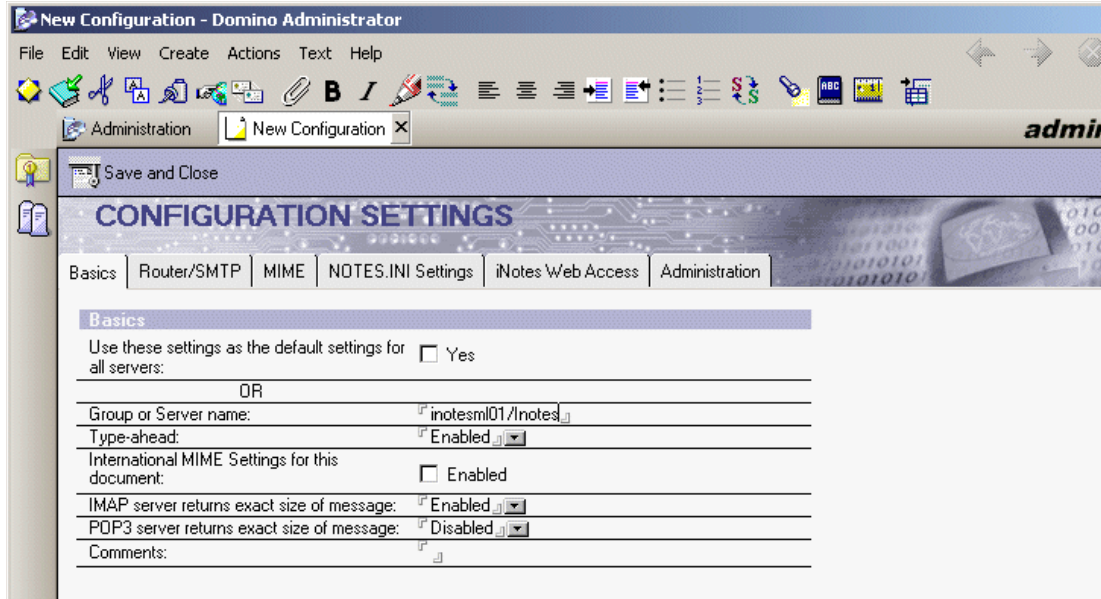 New Configuration - Domino Administrator
File Edit View Create Actions Text Help
B I
ABC
Administration New Configuration
Save and Close
CONFIGURATION SETTINGS
Basics Router/SMTP MIME NOTES.INI Settings iNotes Web Access Administration
Basics
Use these settings as the default settings for
all servers:
Yes
OR
Group or Server name: inotesml01/Inotes
Type-ahead: Enabled
International MIME Settings for this
document:
Enabled
IMAP server returns exact size of message: Enabled
POP3 server returns exact size of message: Disabled
Comments: